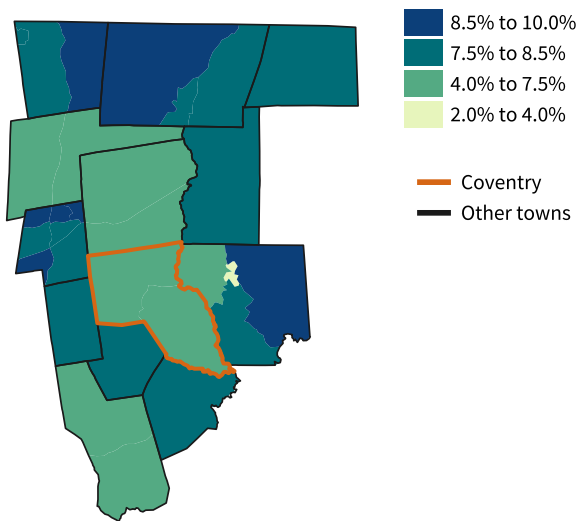 8.5% to 10.0%
7.5% to 8.5%
4.0% to 7.5%
2.0% to 4.0%
Coventry
Other towns